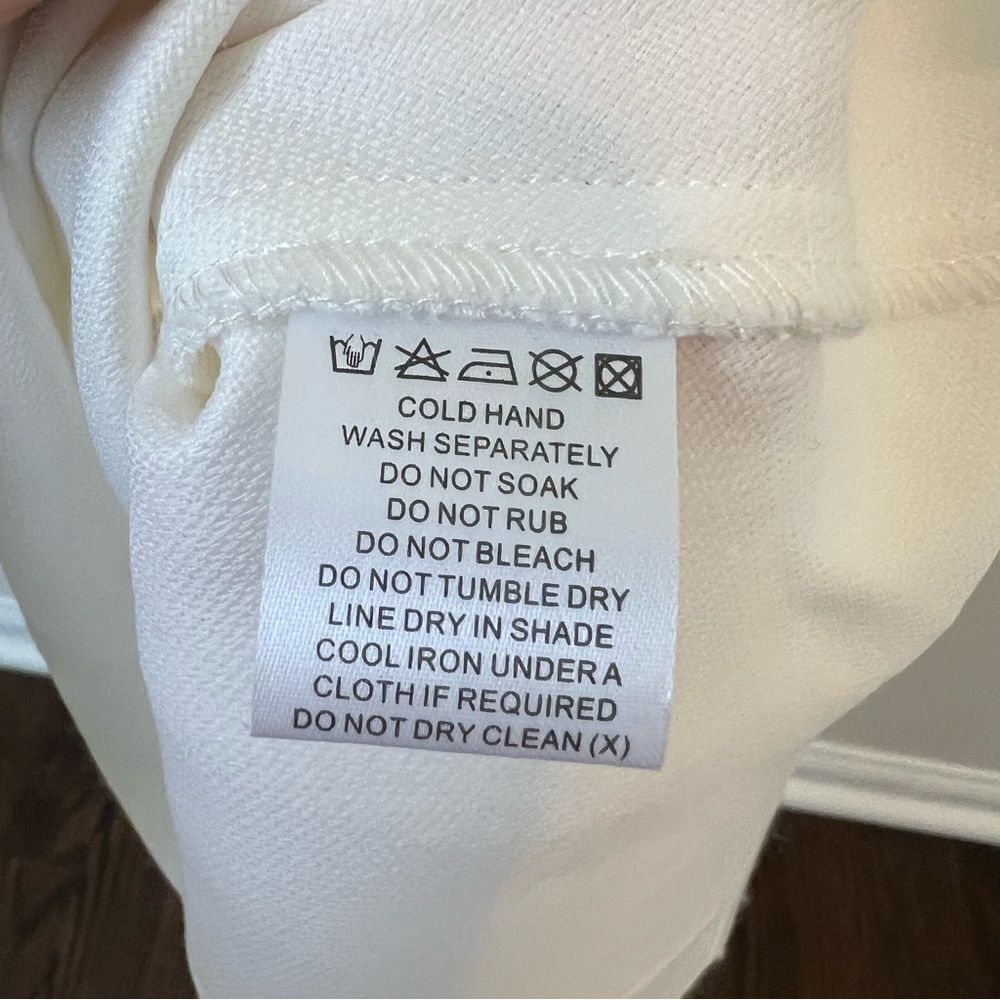 COLD HAND
WASH SEPARATELY
DO NOT SOAK
DO NOT RUB
DO NOT BLEACH
DO NOT TUMBLE DRY
LINE DRY IN SHADE
COOL IRON UNDER A
CLOTH IF REQUIRED
DO NOT DRY CLEAN (X)